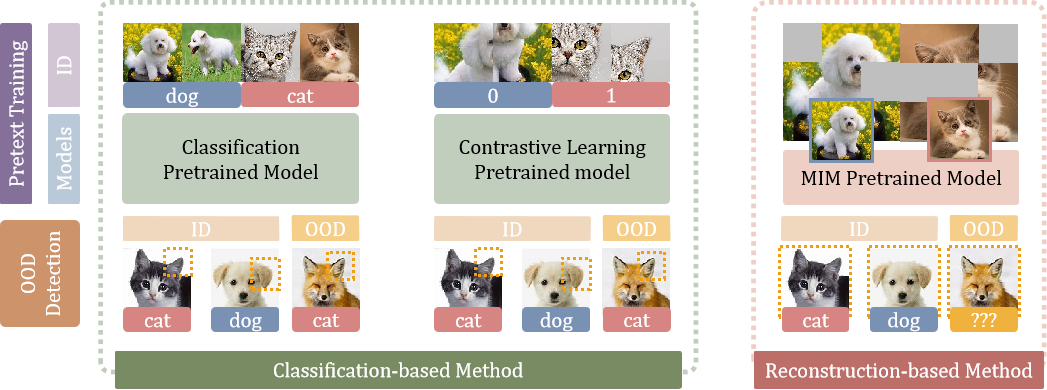 Pretext Training
ID
Models
dog
cat
0
1
Classification
Pretrained Model
Contrastive Learning
Pretrained model
MIM Pretrained Model
OOD
Detection
ID
OOD
ID
OOD
ID
OOD
cat
dog
cat
cat
dog
cat
cat
dog
???
Classification-based Method
Reconstruction-based Method